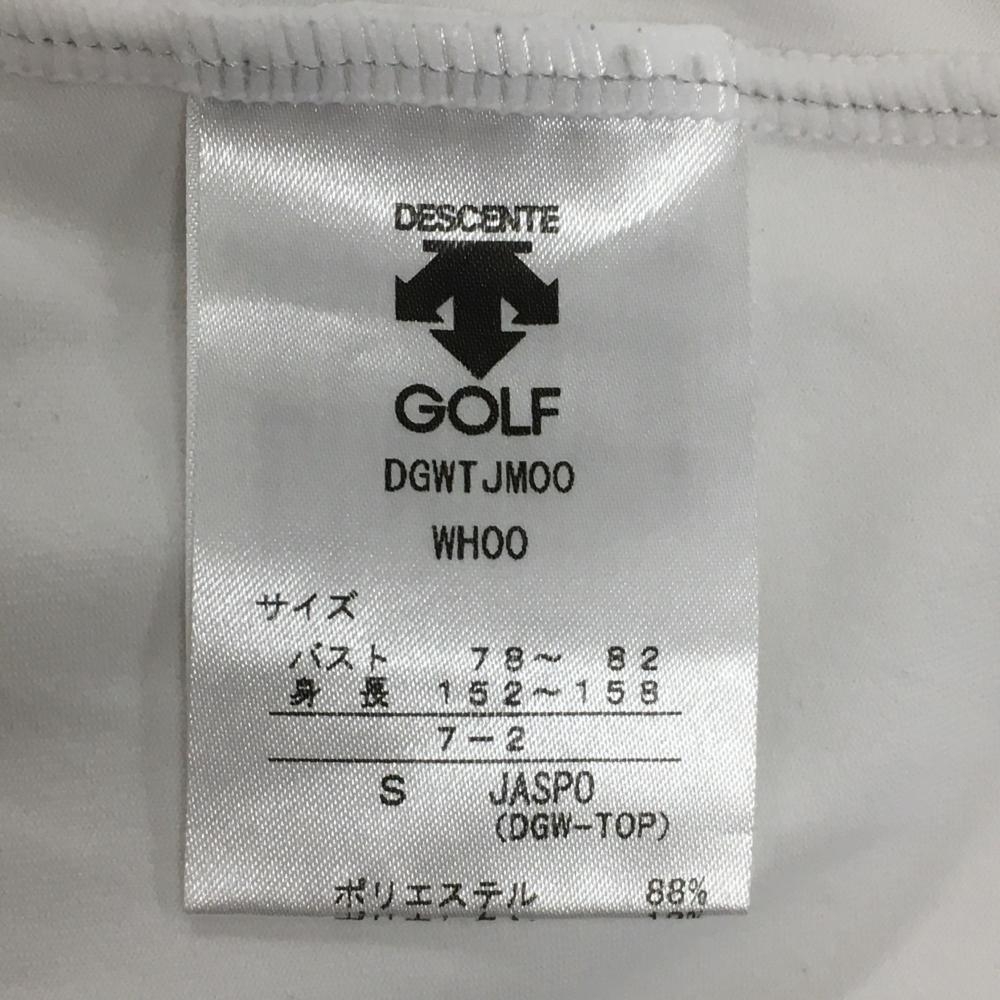 DESCENTE
GOLF
DGWTJM00
WH00
サイズ
バスト 78～ 82
身 長 152～158
7-2
S JASPO
(DGW-TOP)
ポリエステル 88%